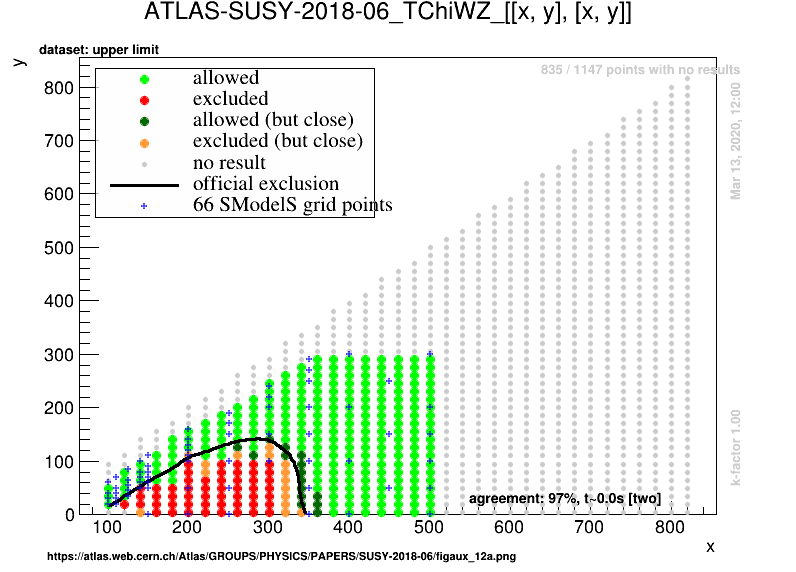 ATLAS-SUSY-2018-06_TChiWZ_[[x, y], [x, y]]
dataset: upper limit
y
835 / 1147 points with no results
allowed
excluded
allowed (but close)
excluded (but close)
no result
official exclusion
66 SModelS grid points
Mar 13, 2020, 12:00
k-factor 1.00
800
700
600
500
400
300
200
100
0
agreement: 97%, t~0.0s [two]
100 200 300 400 500 600 700 800
x
https://atlas.web.cern.ch/Atlas/GROUPS/PHYSICS/PAPERS/SUSY-2018-06/figaux_12a.png